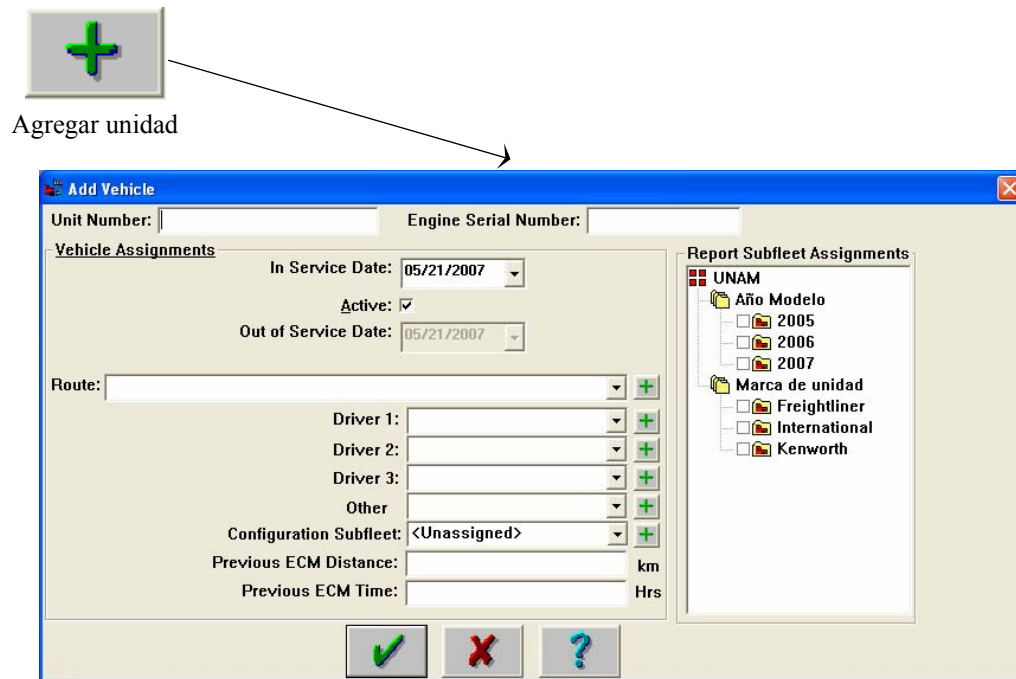 Agregar unidad
Add Vehicle
Unit Number:
Engine Serial Number:
Vehicle Assignments
In Service Date: 05/21/2007
Active:
Out of Service Date: 05/21/2007
Route:
Driver 1:
Driver 2:
Driver 3:
Other
Configuration Subfleet: <Unassigned>
Previous ECM Distance: km
Previous ECM Time: Hrs
Report Subfleet Assignments
UNAM
Año Modelo
2005
2006
2007
Marca de unidad
Freightliner
International
Kenworth